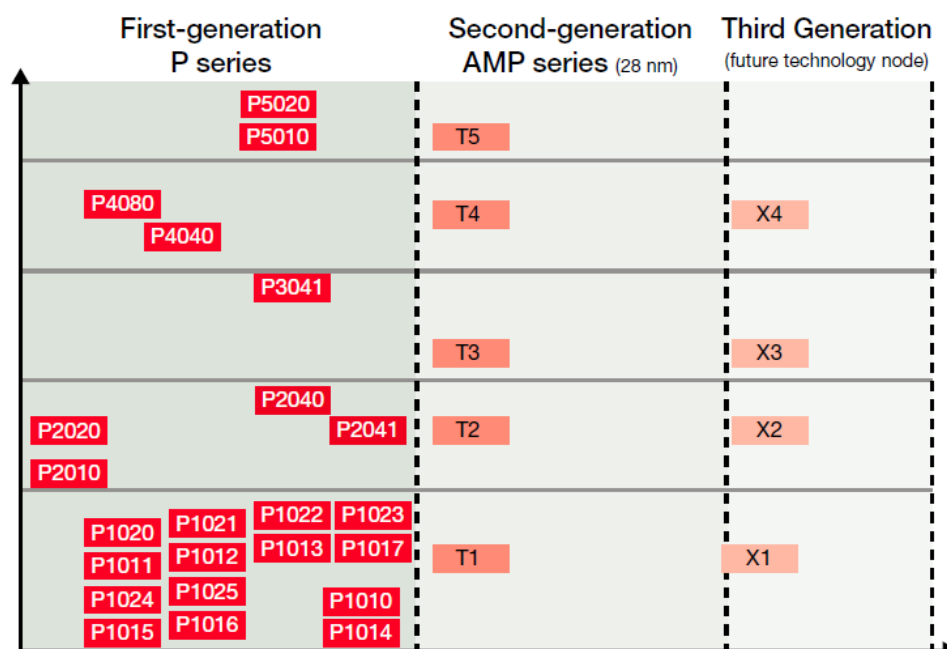 First-generation
P series
Second-generation
AMP series (28 nm)
Third Generation
(future technology node)
P5020
P5010
T5
P4080
P4040
T4
X4
P3041
T3
X3
P2040
P2020
P2041
T2
X2
P2010
P1022
P1023
P1021
P1020
P1013
P1017
P1012
P1011
T1
X1
P1025
P1024
P1010
P1016
P1015
P1014